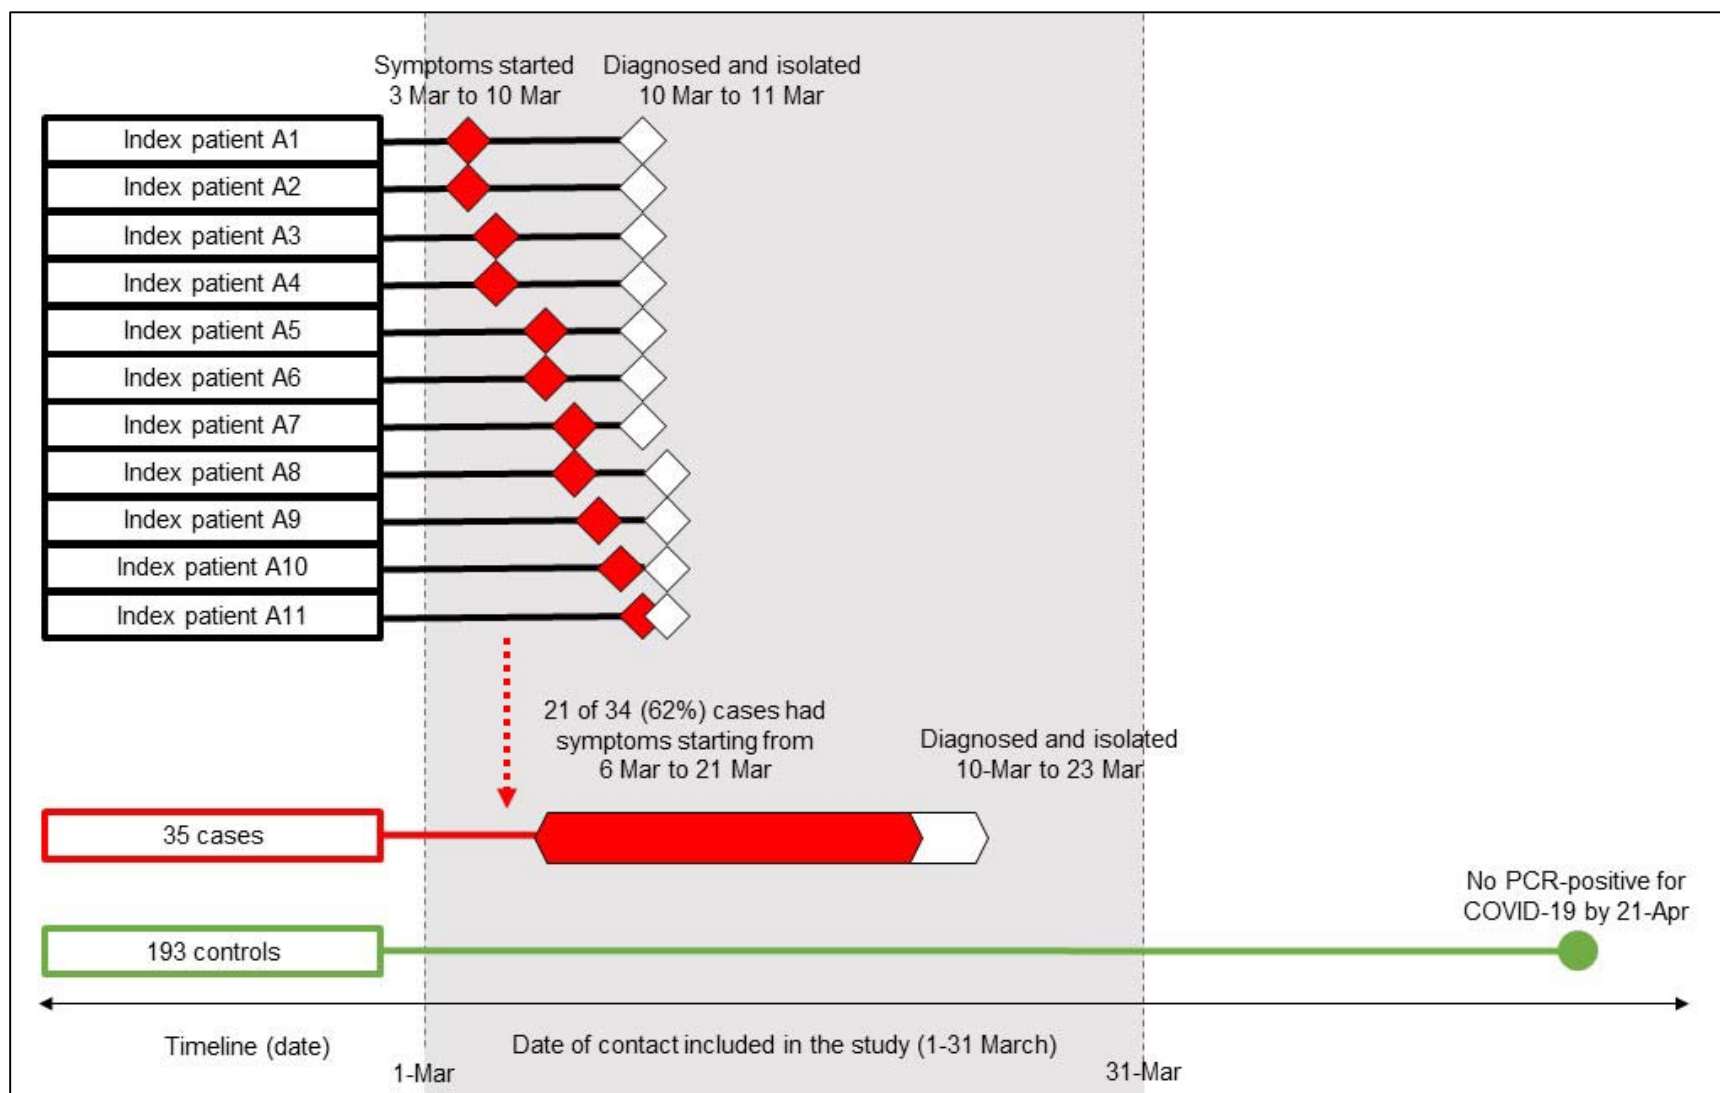 Symptoms started
3 Mar to 10 Mar
Diagnosed and isolated
10 Mar to 11 Mar
Index patient A1
Index patient A2
Index patient A3
Index patient A4
Index patient A5
Index patient A6
Index patient A7
Index patient A8
Index patient A9
Index patient A10
Index patient A11
21 of 34 (62%) cases had
symptoms starting from
6 Mar to 21 Mar
Diagnosed and isolated
10-Mar to 23 Mar
35 cases
No PCR-positive for
COVID-19 by 21-Apr
193 controls
Timeline (date)
Date of contact included in the study (1-31 March)
1-Mar
31-Mar